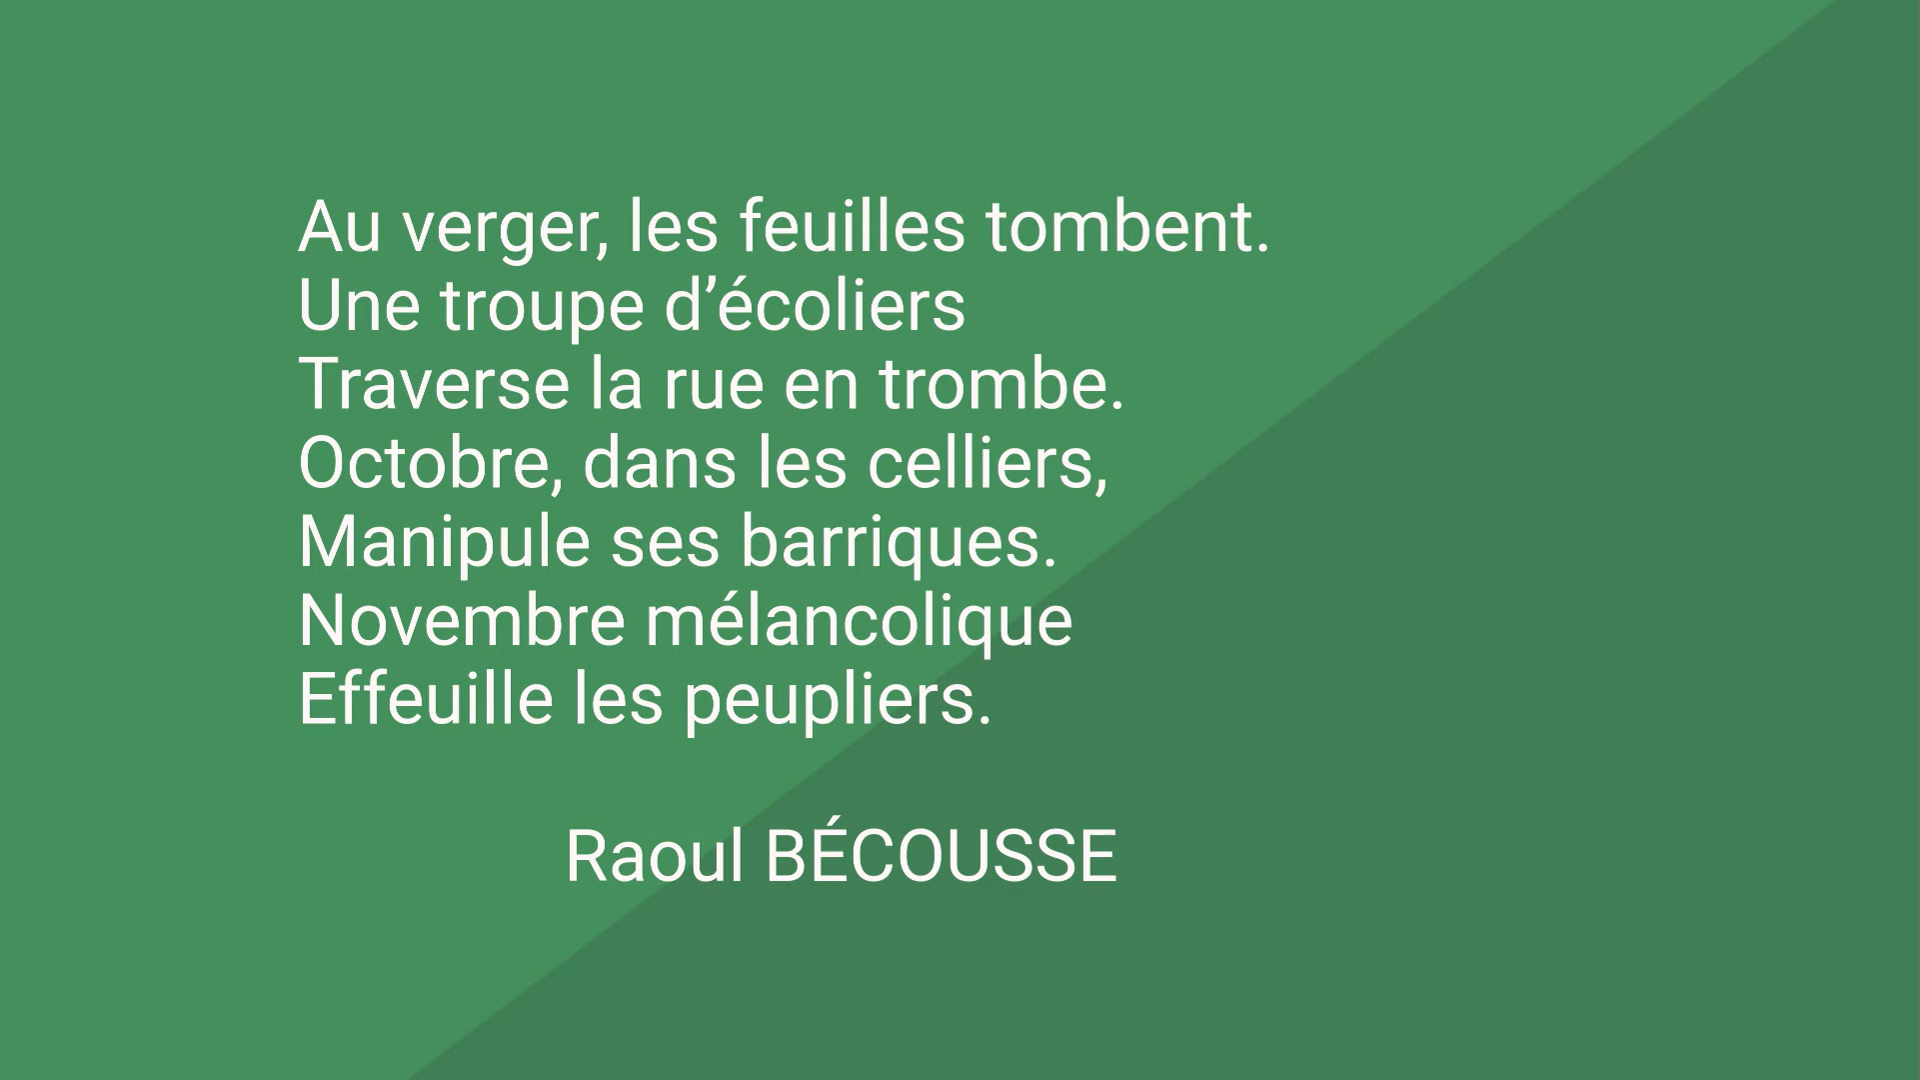 Au verger, les feuilles tombent.
Une troupe d’écoliers
Traverse la rue en trombe.
Octobre, dans les celliers,
Manipule ses barriques.
Novembre mélancolique
Effeuille les peupliers.
Raoul BÉCOUSSE